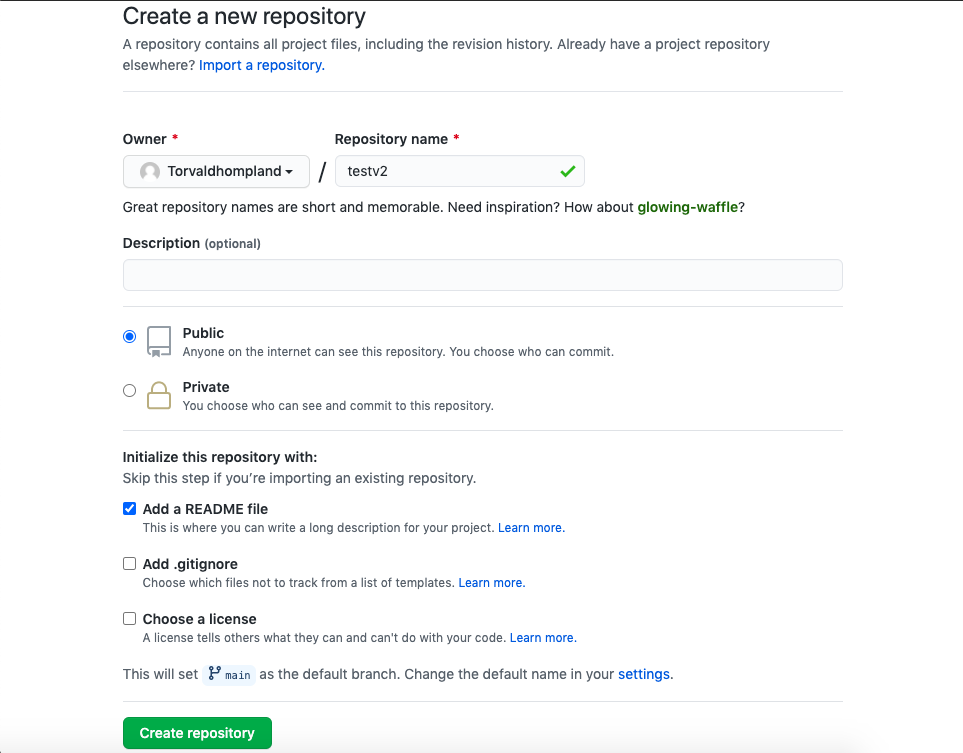 Create a new repository
A repository contains all project files, including the revision history. Already have a project repository
elsewhere? Import a repository.
Owner *
Repository name *
Torvaldhompland / testv2
Great repository names are short and memorable. Need inspiration? How about glowing-waffle?
Description (optional)
Public
Anyone on the internet can see this repository. You choose who can commit.
Private
You choose who can see and commit to this repository.
Initialize this repository with:
Skip this step if you’re importing an existing repository.
Add a README file
This is where you can write a long description for your project. Learn more.
Add .gitignore
Choose which files not to track from a list of templates. Learn more.
Choose a license
A license tells others what they can and can't do with your code. Learn more.
This will set main as the default branch. Change the default name in your settings.
Create repository